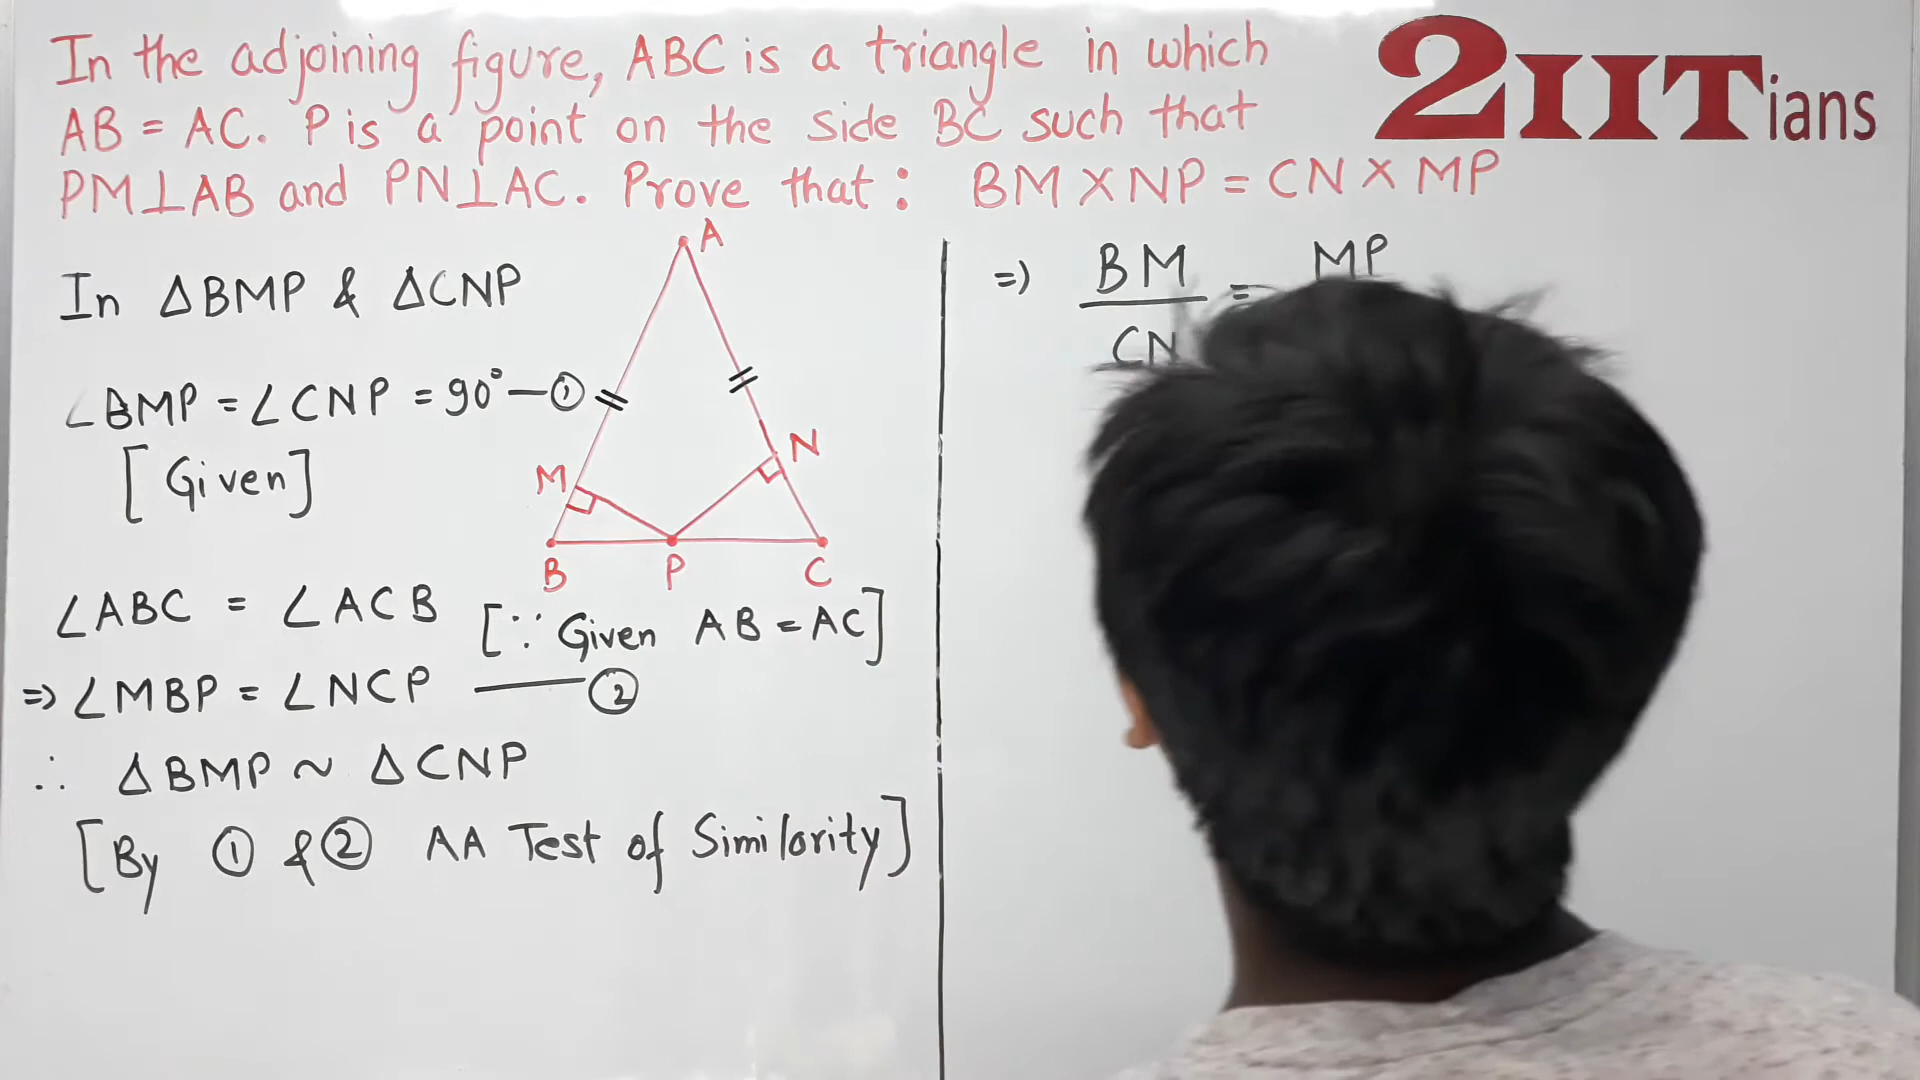 In the adjoining figure, ABC is a triangle in which
AB = AC. P is a point on the side BC such that
PM⊥AB and PN⊥AC. Prove that : BM X NP = CN X MP
2IITians
In ΔBMP & ΔCNP
∠BMP = ∠CNP = 90° — ①
[Given]
A
M
N
B P C
∠ABC = ∠ACB [∵ Given AB = AC]
=> ∠MBP = ∠NCP —— ②
∴ ΔBMP ~ ΔCNP
[By ① & ② AA Test of Similarity]
=> BM = MP
CN